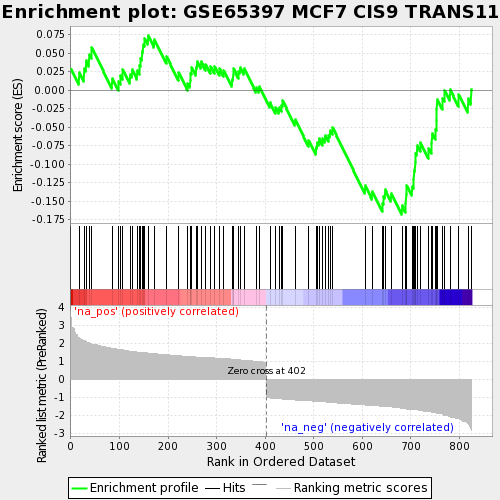 Enrichment plot: GSE65397 MCF7 CIS9 TRANS11
Enrichment score (ES)
0.075
0.050
0.025
0.000
-0.025
-0.050
-0.075
-0.100
-0.125
-0.150
-0.175
Ranked list metric (PreRanked)
4
3
2
1
0
-1
-2
-3
'na_pos' (positively correlated)
Zero cross at 402
'na_neg' (negatively correlated)
0 100 200 300 400 500 600 700 800
Rank in Ordered Dataset
Enrichment profile Hits Ranking metric scores